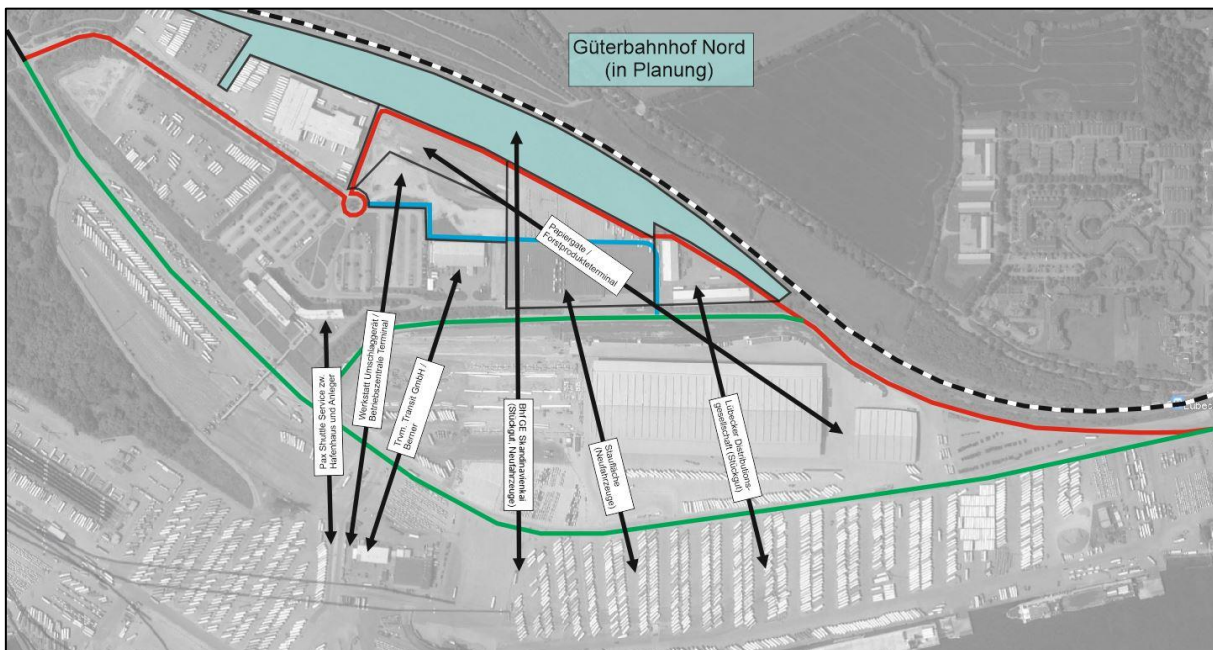 Güterbahnhof Nord
(in Planung)
Papiergate /
Forstprodukteterminal
Pax Shuttle Service zw.
Hafenhaus und Anleger
Werkstatt Umschlaggerät /
Betriebszentrale Terminal
Trvm. Transit GmbH /
Berner
Bhf GE Skandinavienkai
(Stückgut / Neufahrzeuge)
Staufläche
(Neufahrzeuge)
Lübecker Distributions-
gesellschaft (Stückgut)